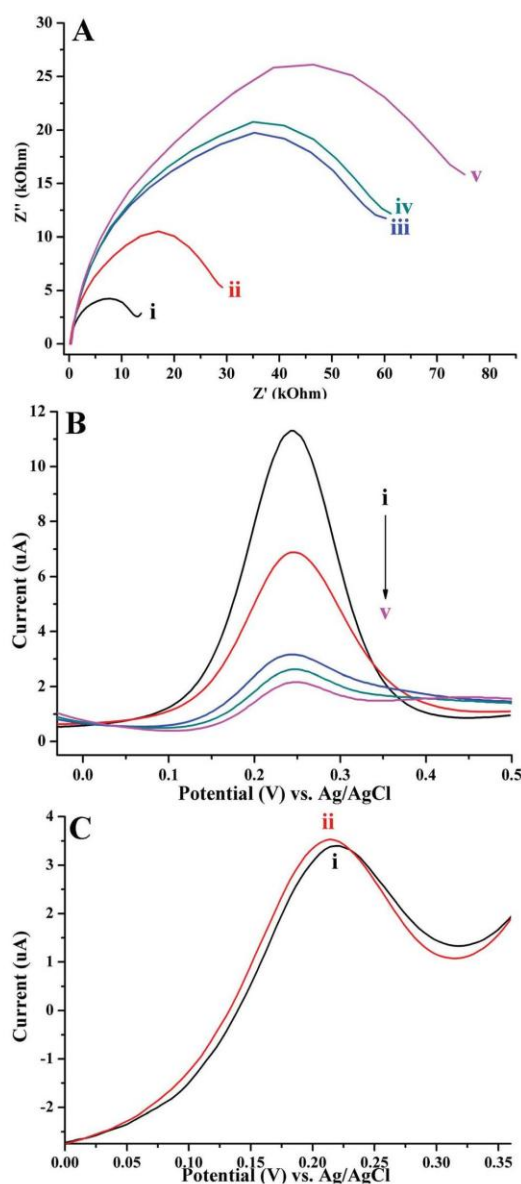 A
30
25
20
15
10
5
0
Z'' (kOhm)
v
iv
iii
ii
i
0 10 20 30 40 50 60 70 80
Z' (kOhm)
B
12
10
8
6
4
2
0
Current (uA)
i
v
0.0 0.1 0.2 0.3 0.4 0.5
Potential (V) vs. Ag/AgCl
C
4
3
2
1
0
-1
-2
Current (uA)
ii
i
0.00 0.05 0.10 0.15 0.20 0.25 0.30 0.35
Potential (V) vs. Ag/AgCl